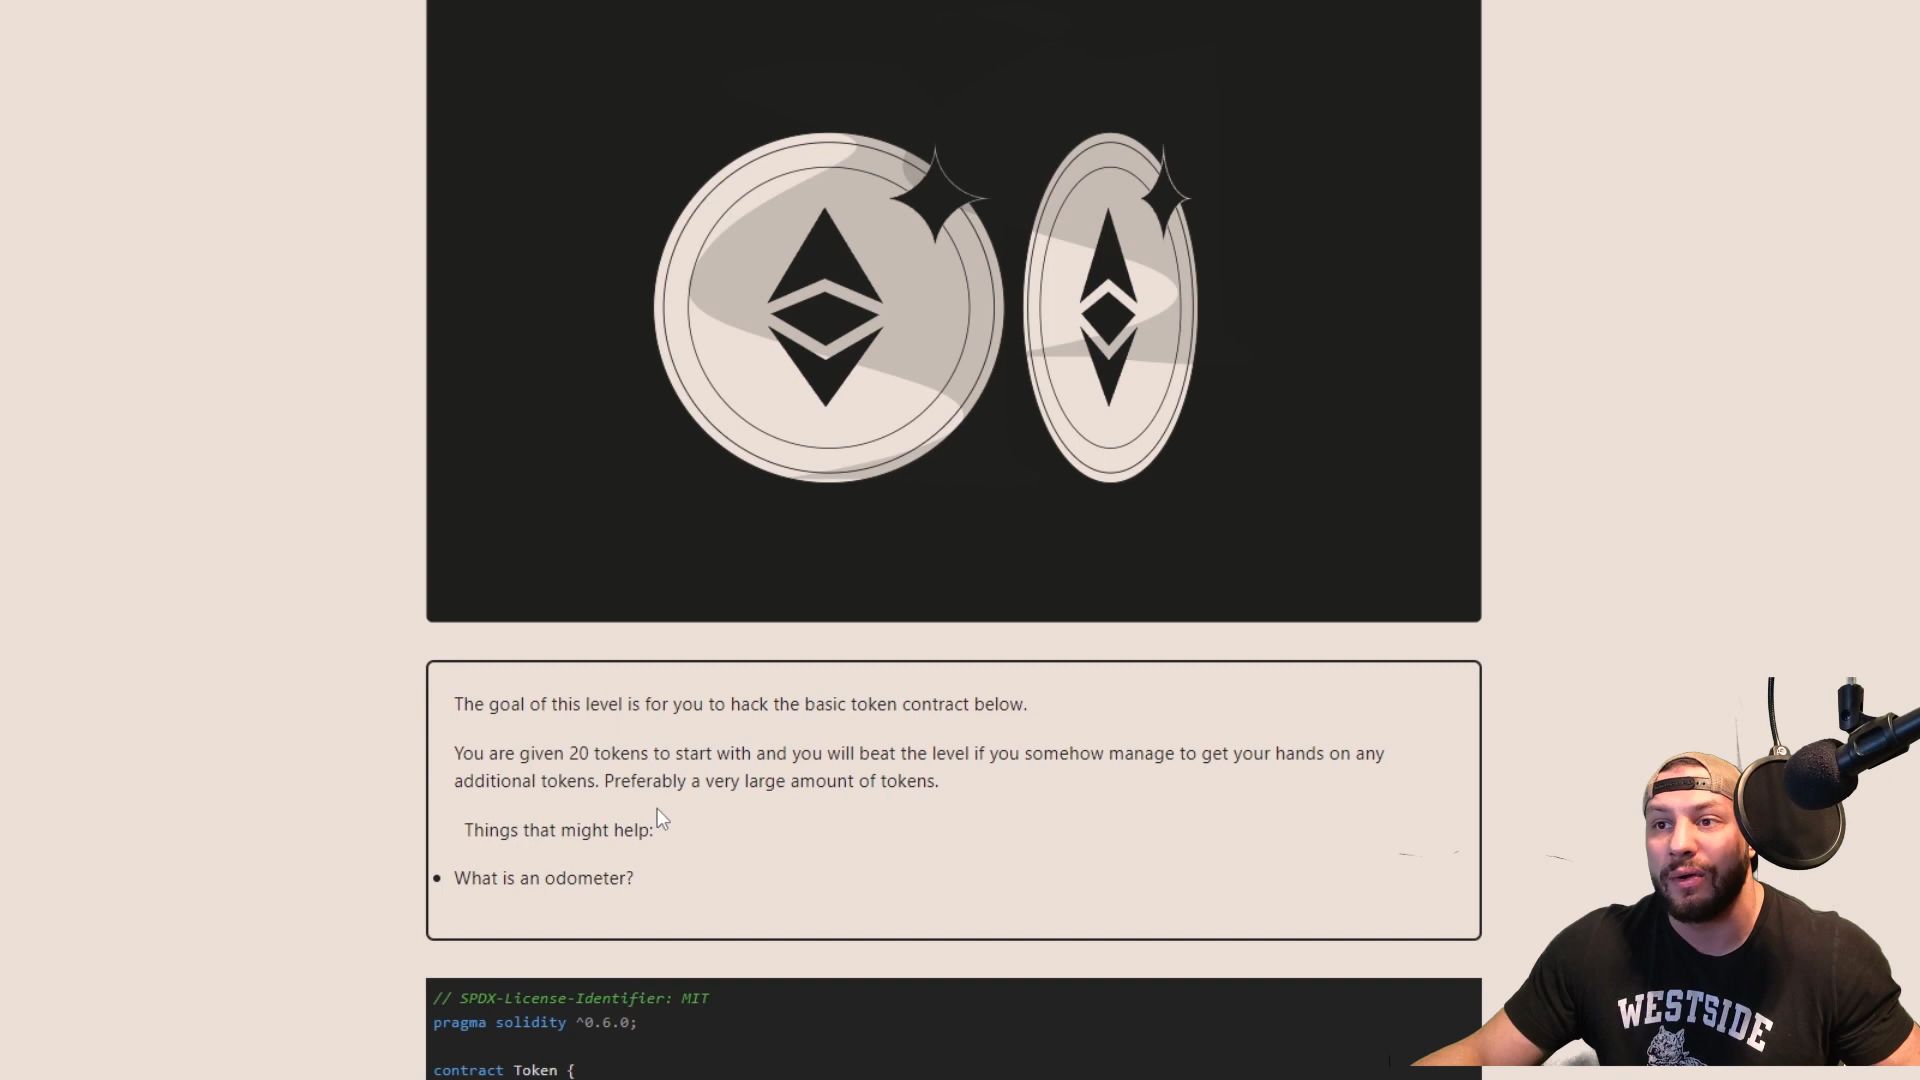 The goal of this level is for you to hack the basic token contract below.
You are given 20 tokens to start with and you will beat the level if you somehow manage to get your hands on any
additional tokens. Preferably a very large amount of tokens.
Things that might help:
• What is an odometer?
// SPDX-License-Identifier: MIT
pragma solidity ^0.6.0;
contract Token {
WESTSIDE